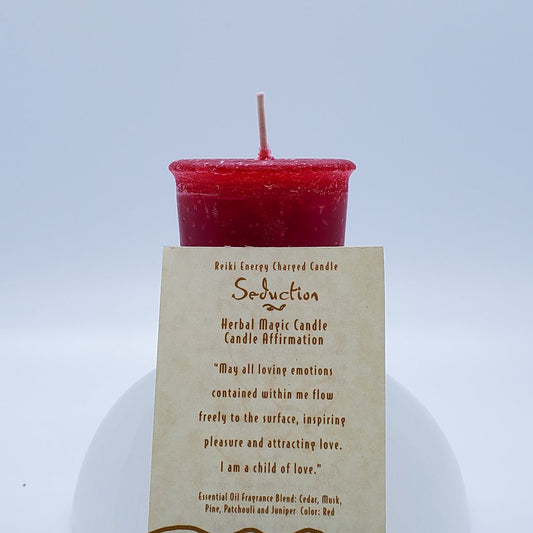 Reiki Energy Charged Candle
Seduction
Herbal Magic Candle
Candle Affirmation
"May all loving emotions
contained within me flow
freely to the surface, inspiring
pleasure and attracting love.
I am a child of love."
Essential Oil Fragrance Blend: Cedar, Musk,
Pine, Patchouli and Juniper Color: Red